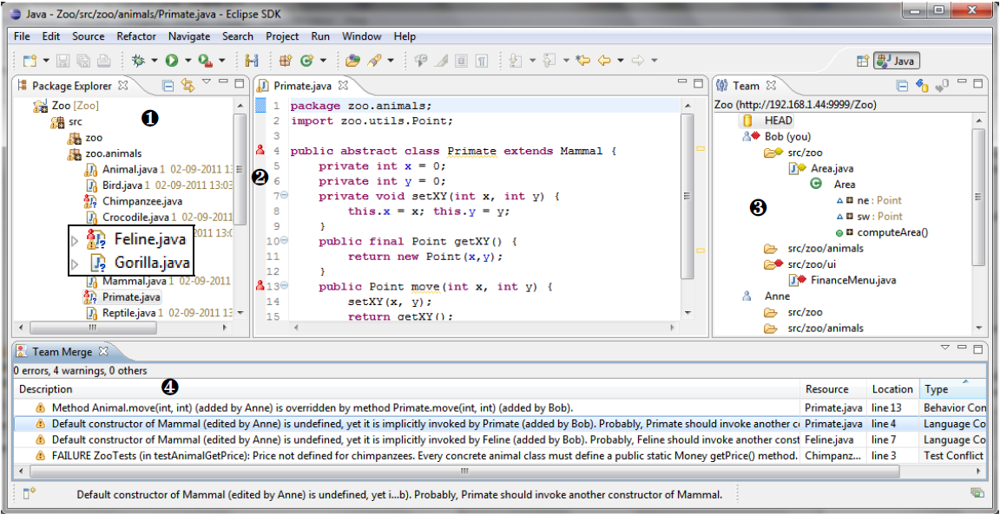 Java - Zoo/src/zoo/animals/Primate.java - Eclipse SDK
File Edit Source Refactor Navigate Search Project Run Window Help
Java
Package Explorer
Zoo [Zoo]
❶
src
zoo
zoo.animals
Animal.java 1 02-09-2011 13
Bird.java 1 02-09-2011 13:03
Chimpanzee.java
Crocodile.java 1 02-09-2011
2011 13:0
Feline.java
Gorilla.java
Mammal.java 1 02-09-2011
Primate.java
Reptile.java 1 02-09-2011 13
Primate.java
❷
1 package zoo.animals;
2 import zoo.utils.Point;
3
4 public abstract class Primate extends Mammal {
5 private int x = 0;
6 private int y = 0;
7 private void setXY(int x, int y) {
8 this.x = x; this.y = y;
9 }
10 public final Point getXY() {
11 return new Point(x,y);
12 }
13 public Point move(int x, int y) {
14 setXY(x, y);
15 return getXY();
Team
Zoo (http://192.168.1.44:9999/Zoo)
HEAD
Bob (you)
src/zoo
Area.java
Area
ne : Point
❸
sw : Point
computeArea()
src/zoo/animals
src/zoo/ui
FinanceMenu.java
Anne
src/zoo
src/zoo/animals
Team Merge
0 errors, 4 warnings, 0 others
❹
Description Resource Location Type
Method Animal.move(int, int) (added by Anne) is overridden by method Primate.move(int, int) (added by Bob). Primate.java line 13 Behavior Con
Default constructor of Mammal (edited by Anne) is undefined, yet it is implicitly invoked by Primate (added by Bob). Probably, Primate should invoke another c Primate.java line 4 Language Co
Default constructor of Mammal (edited by Anne) is undefined, yet it is implicitly invoked by Feline (added by Bob). Probably, Feline should invoke another const Feline.java line 7 Language Co
FAILURE ZooTests (in testAnimalGetPrice): Price not defined for chimpanzees. Every concrete animal class must define a public static Money getPrice() method. Chimpanz... line 3 Test Conflict
Default constructor of Mammal (edited by Anne) is undefined, yet i...b). Probably, Primate should invoke another constructor of Mammal.